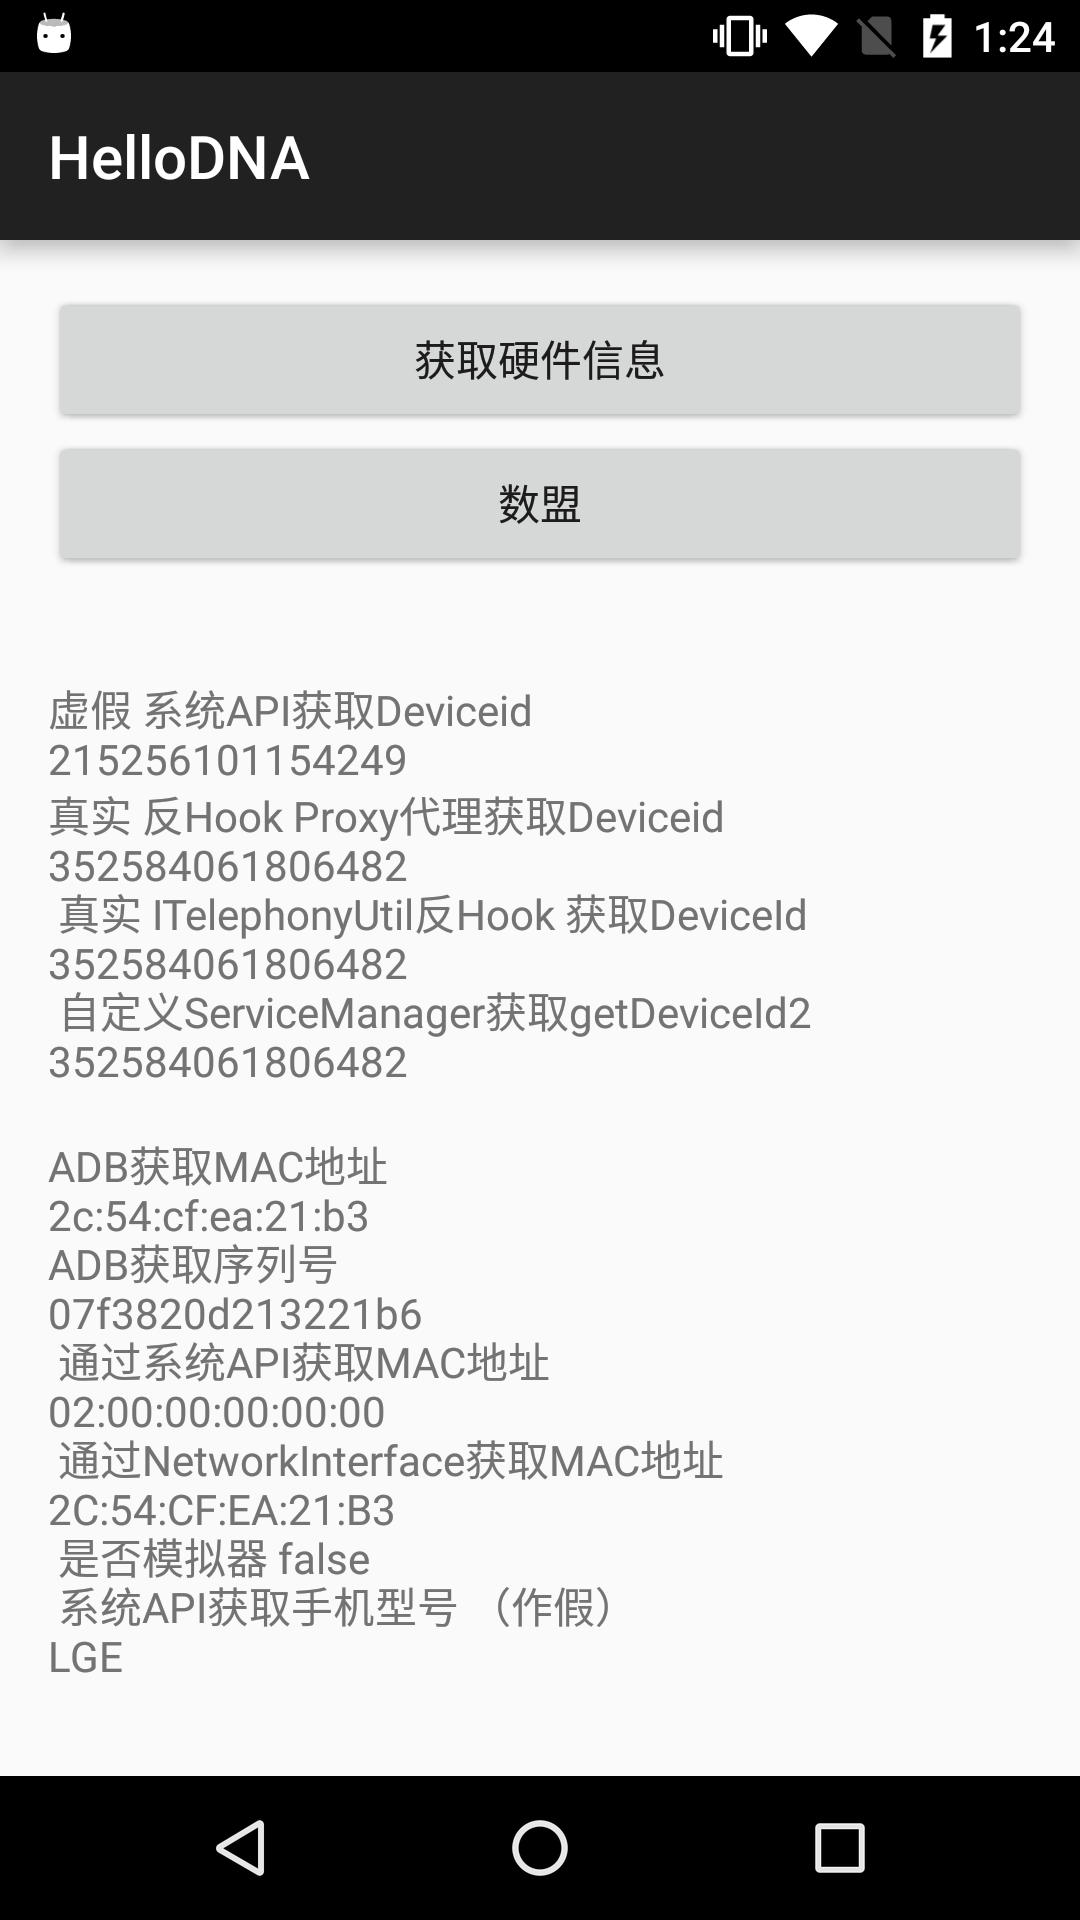 1:24
HelloDNA
获取硬件信息
数盟
虚假 系统API获取Deviceid
215256101154249
真实 反Hook Proxy代理获取Deviceid
352584061806482
真实 ITelephonyUtil反Hook 获取DeviceId
352584061806482
自定义ServiceManager获取getDeviceId2
352584061806482
ADB获取MAC地址
2c:54:cf:ea:21:b3
ADB获取序列号
07f3820d213221b6
通过系统API获取MAC地址
02:00:00:00:00:00
通过NetworkInterface获取MAC地址
2C:54:CF:EA:21:B3
是否模拟器 false
系统API获取手机型号 （作假）
LGE